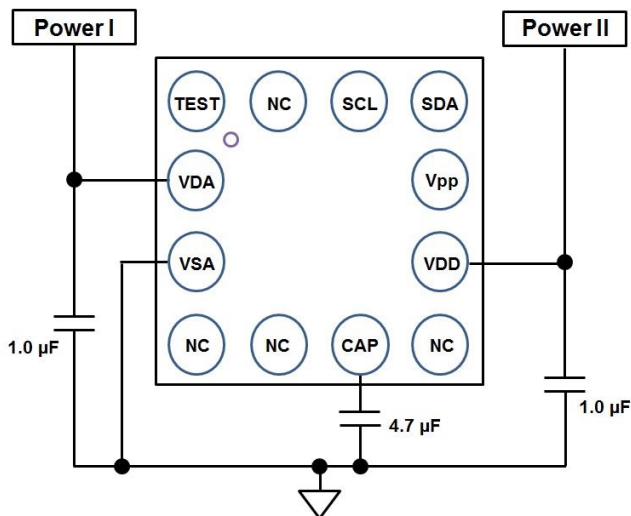 Power I
Power II
TEST NC SCL SDA
VDA Vpp
VSA VDD
1.0 µF
NC NC CAP NC
4.7 µF
1.0 µF